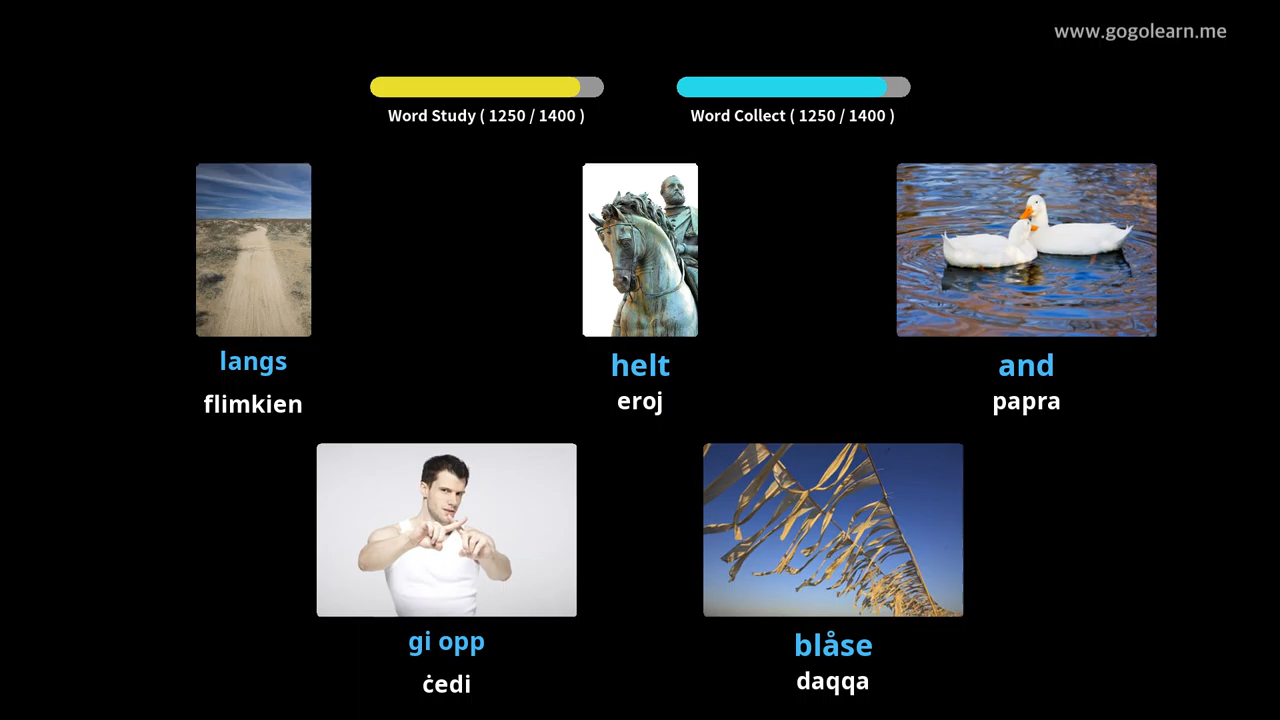 www.gogolearn.me
Word Study ( 1250 / 1400 )
Word Collect ( 1250 / 1400 )
langs
flimkien
helt
eroj
and
papra
gi opp
ċedi
blåse
daqqa